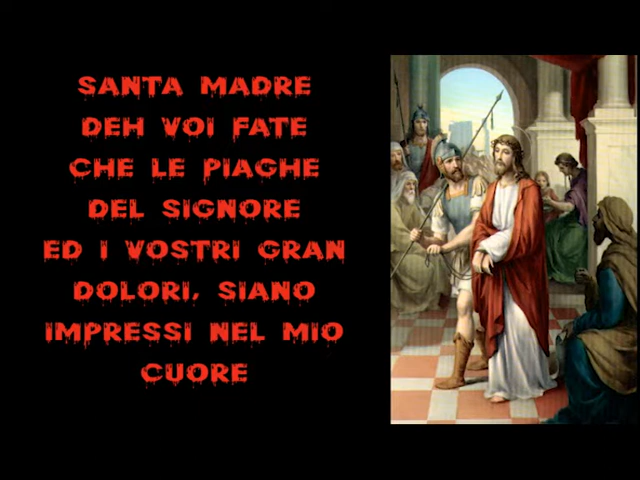 SANTA MADRE
DEH VOI FATE
CHE LE PIAGHE
DEL SIGNORE
ED I VOSTRI GRAN
DOLORI, SIANO
IMPRESSI NEL MIO
CUORE